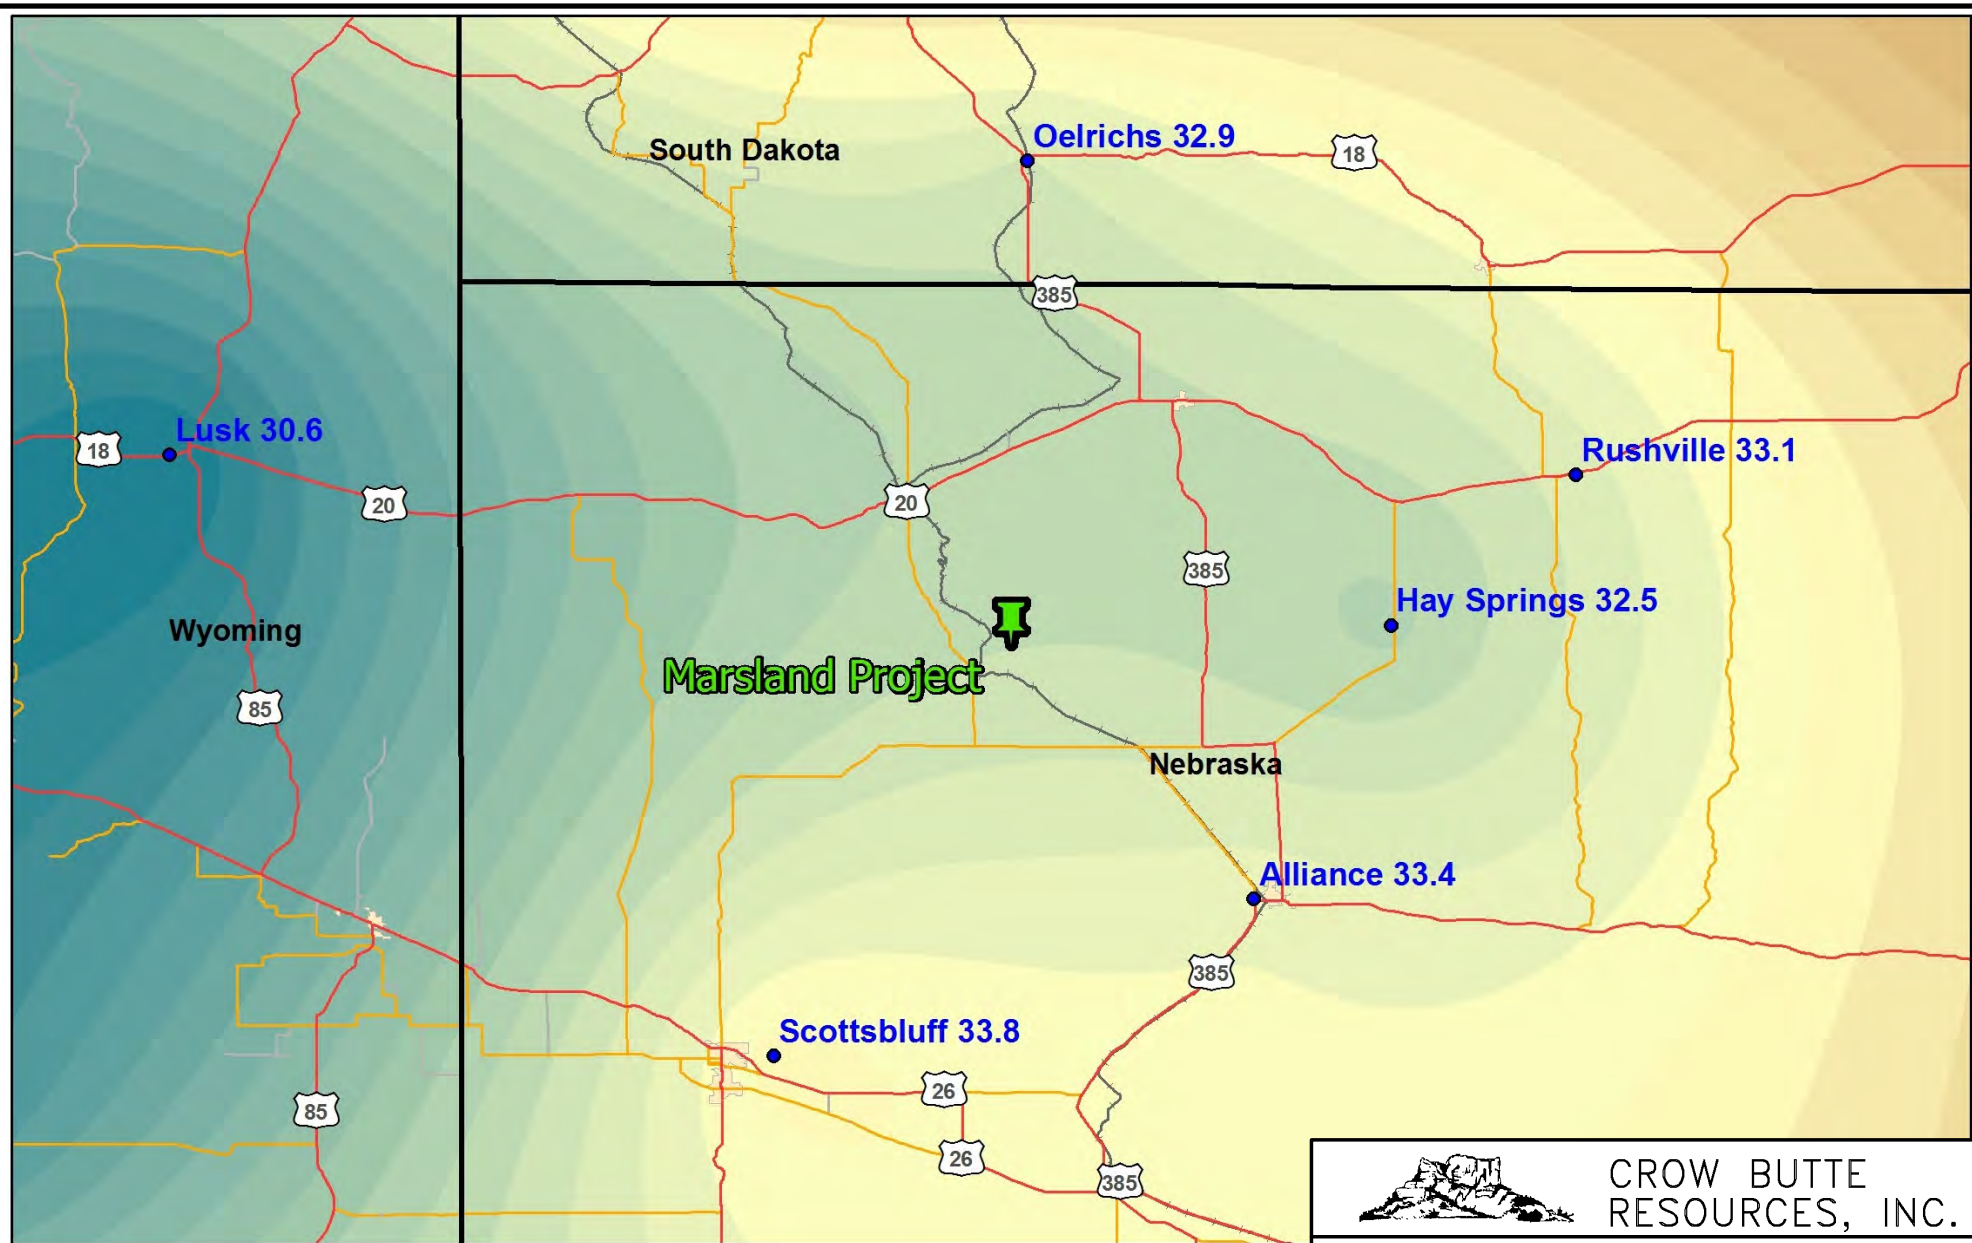 South Dakota
Oelrichs 32.9
18
385
Lusk 30.6
18
20
20
Rushville 33.1
385
Hay Springs 32.5
Wyoming
Marsland Project
85
Nebraska
Alliance 33.4
385
Scottsbluff 33.8
26
85
26
385
CROW BUTTE
RESOURCES, INC.